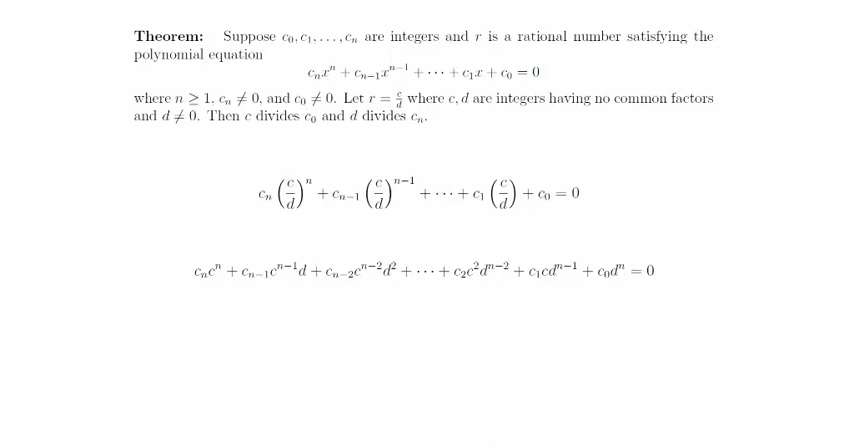 Theorem: Suppose c₀, c₁, . . . , cₙ are integers and r is a rational number satisfying the
polynomial equation
cₙxⁿ + cₙ₋₁xⁿ⁻¹ + · · · + c₁x + c₀ = 0
where n ≥ 1, cₙ ≠ 0, and c₀ ≠ 0. Let r = c/d where c, d are integers having no common factors
and d ≠ 0. Then c divides c₀ and d divides cₙ.
cₙ (c/d)ⁿ + cₙ₋₁ (c/d)ⁿ⁻¹ + · · · + c₁ (c/d) + c₀ = 0
cₙcⁿ + cₙ₋₁cⁿ⁻¹d + cₙ₋₂cⁿ⁻²d² + · · · + c₂c²dⁿ⁻² + c₁cdⁿ⁻¹ + c₀dⁿ = 0